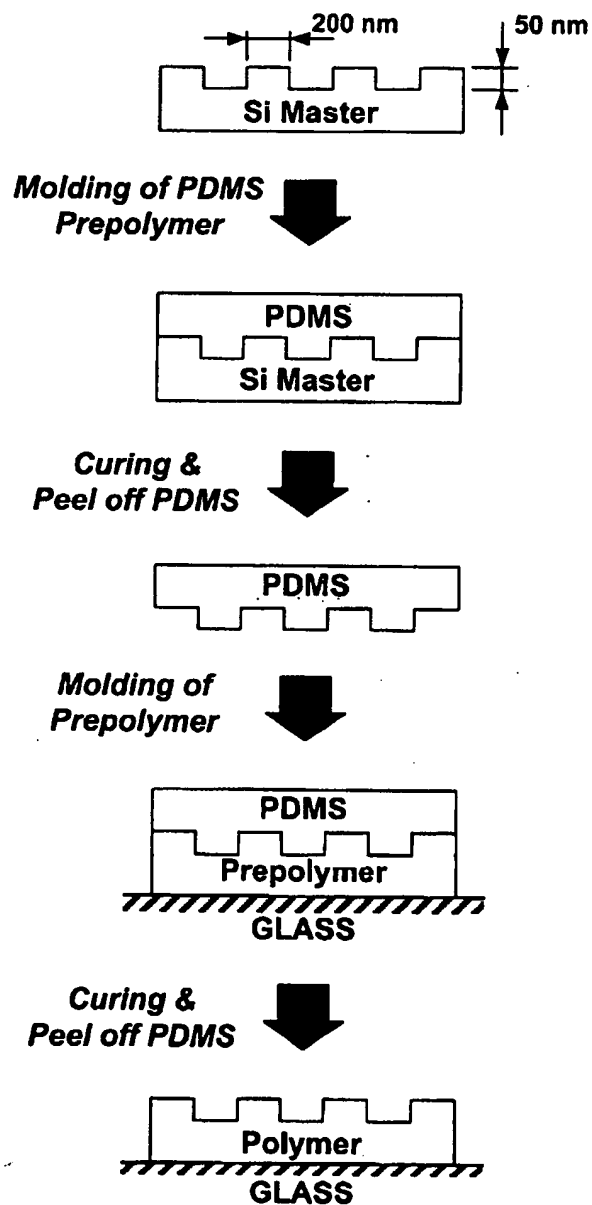 200 nm
50 nm
Si Master
Molding of PDMS
Prepolymer
PDMS
Si Master
Curing &
Peel off PDMS
PDMS
Molding of
Prepolymer
PDMS
Prepolymer
GLASS
Curing &
Peel off PDMS
Polymer
GLASS